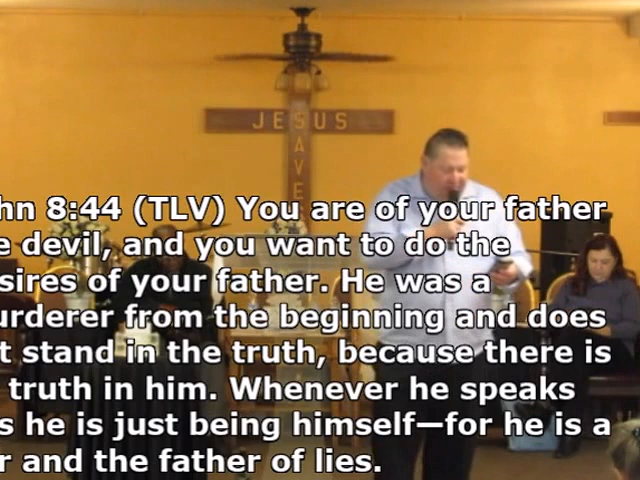 JESUS
SAVE
hn 8:44 (TLV) You are of your father
e devil, and you want to do the
sires of your father. He was a
urderer from the beginning and does
t stand in the truth, because there is
truth in him. Whenever he speaks
s he is just being himself—for he is a
r and the father of lies.